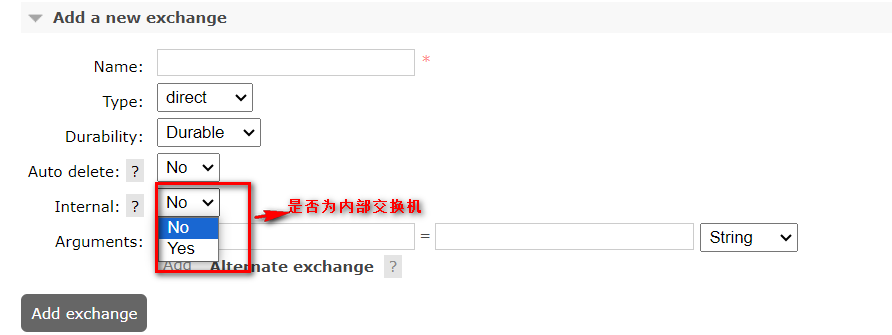 Add a new exchange
Name: *
Type: direct
Durability: Durable
Auto delete: ? No
Internal: ? No
No
Yes
是否为内部交换机
Arguments: = String
Add Alternate exchange ?
Add exchange